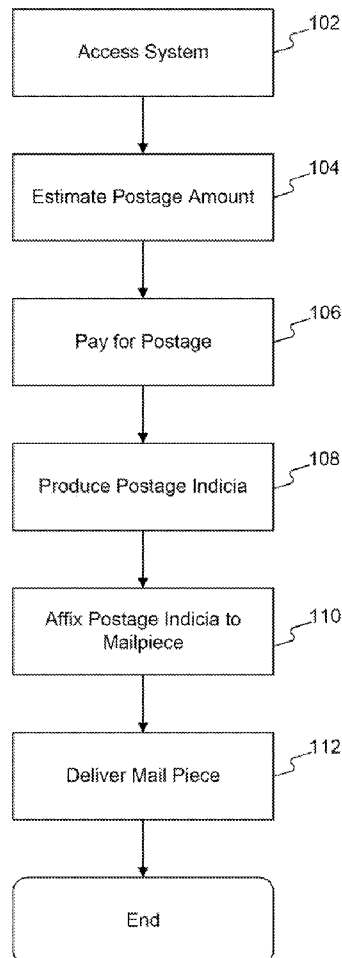 102
Access System
104
Estimate Postage Amount
106
Pay for Postage
108
Produce Postage Indicia
110
Affix Postage Indicia to
Mailpiece
112
Deliver Mail Piece
End